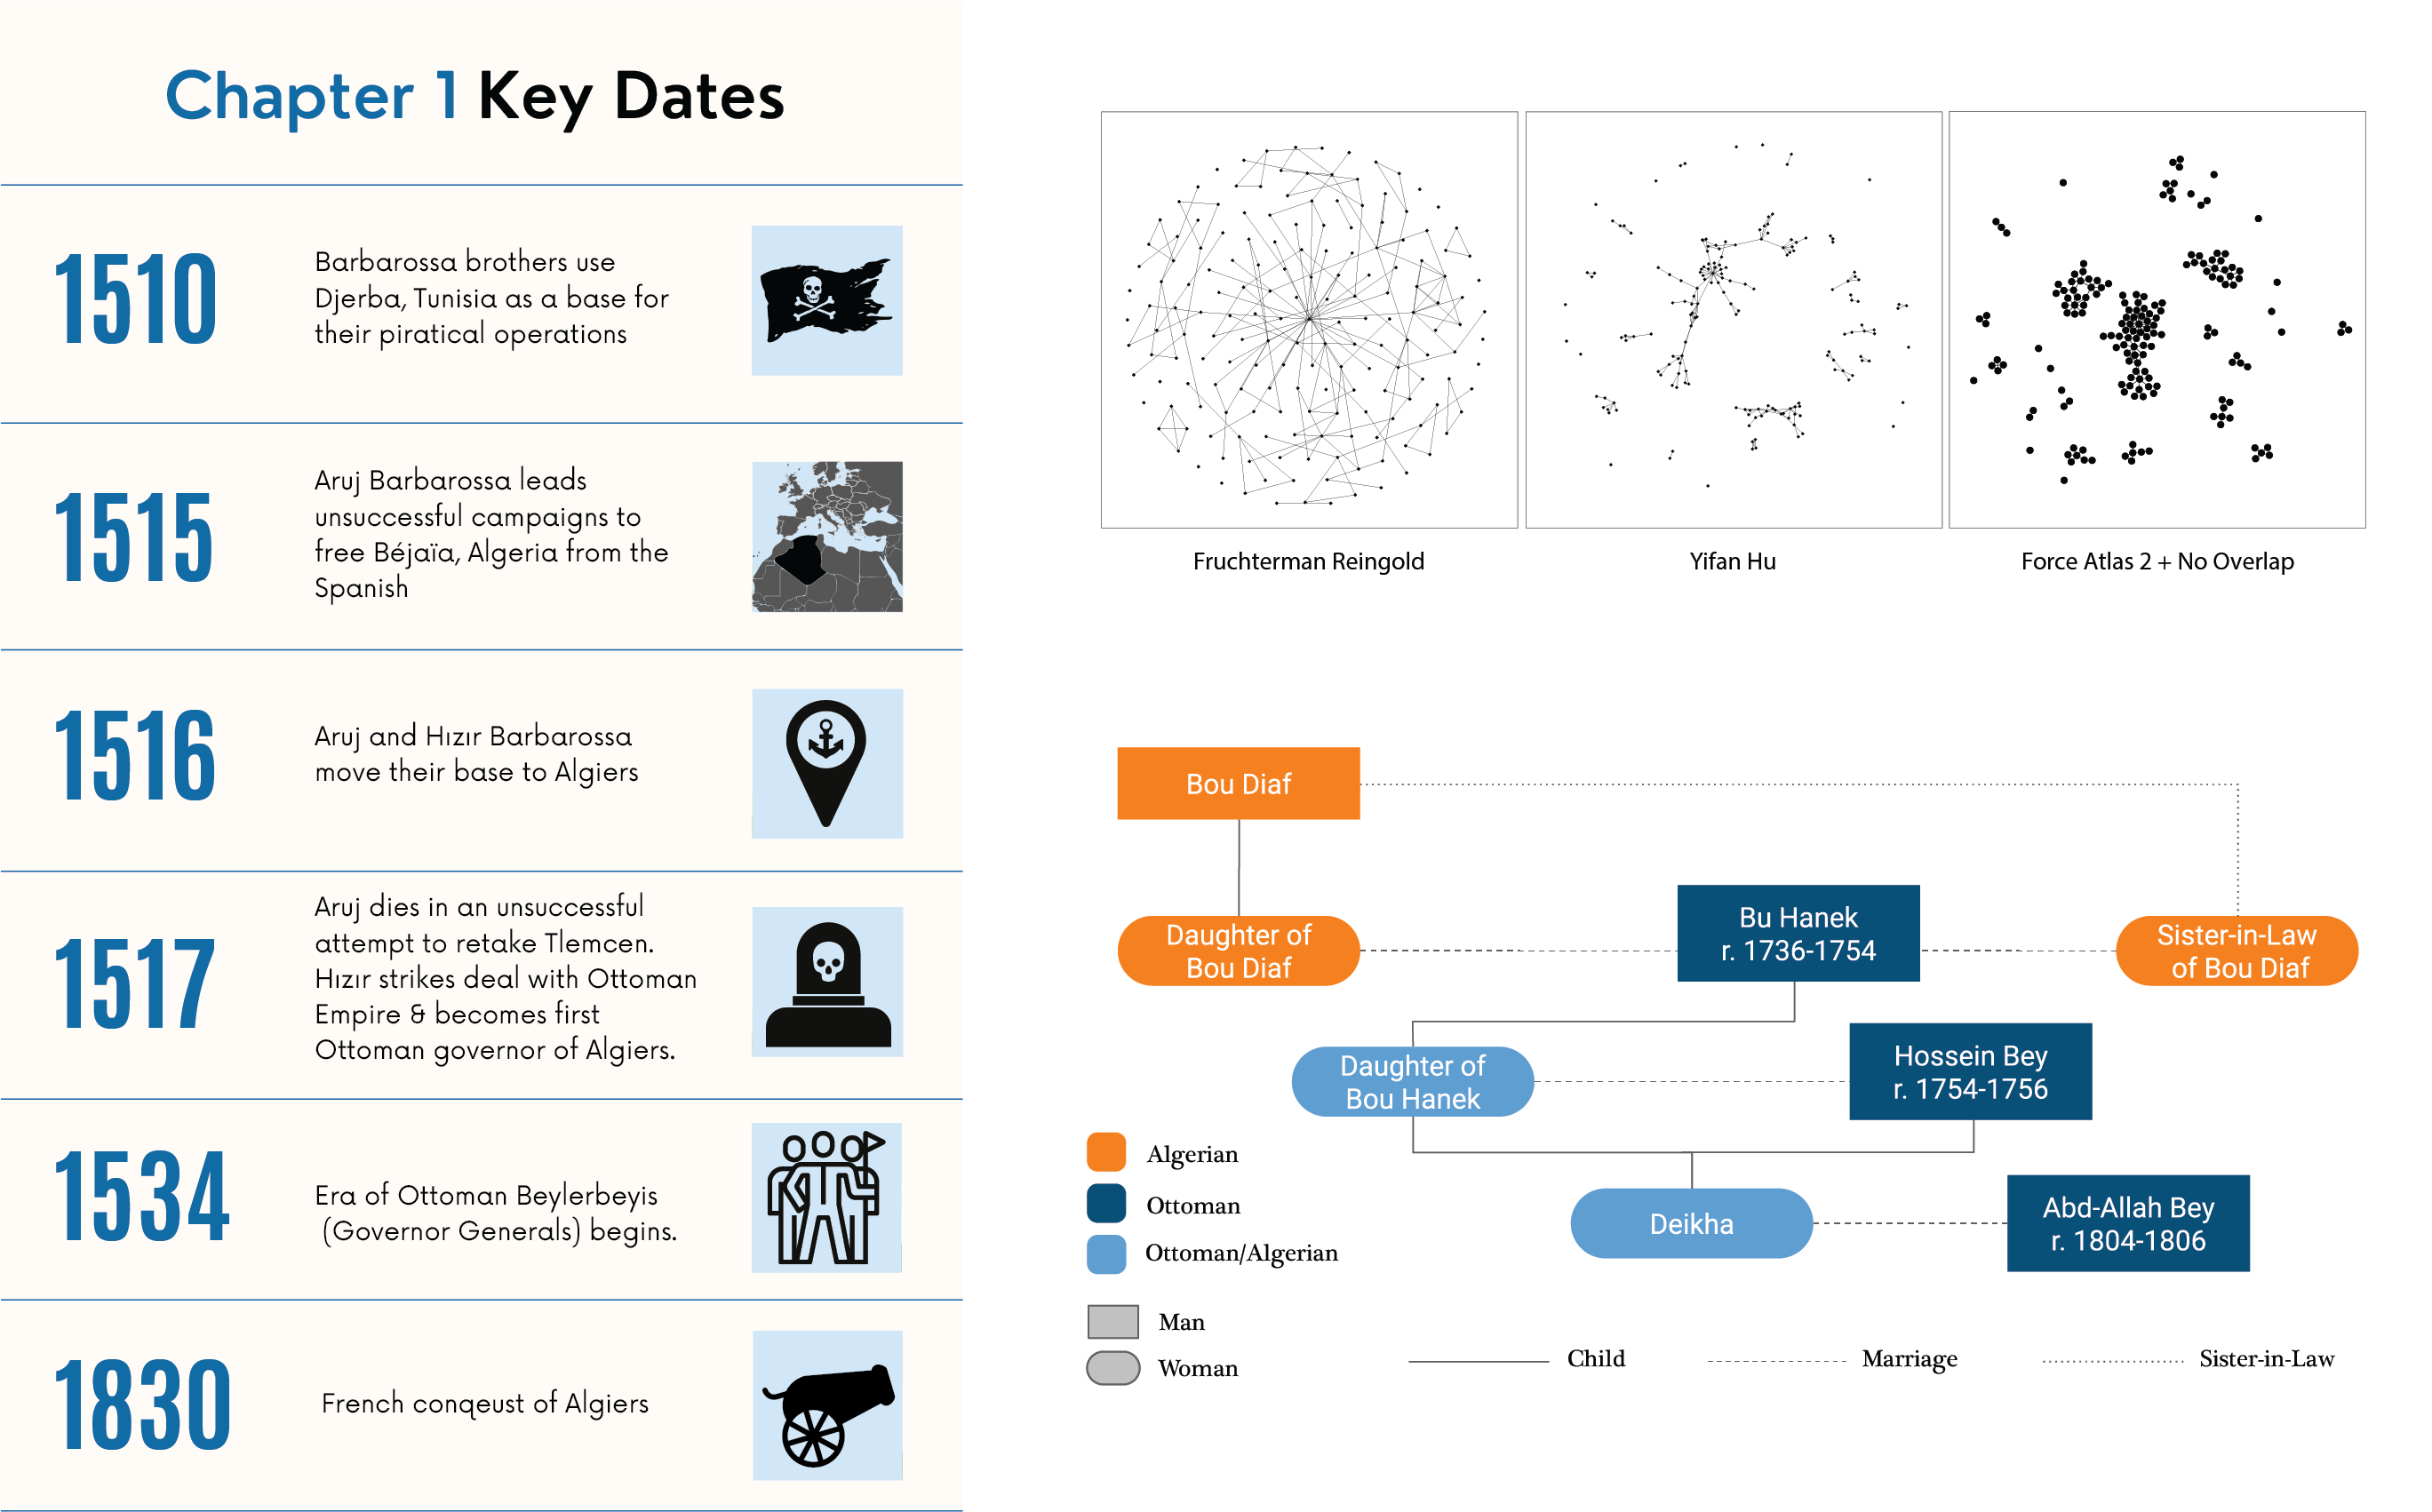 Chapter 1 Key Dates
1510
Barbarossa brothers use
Djerba, Tunisia as a base for
their piratical operations
1515
Aruj Barbarossa leads
unsuccessful campaigns to
free Béjaïa, Algeria from the
Spanish
1516
Aruj and Hızır Barbarossa
move their base to Algiers
1517
Aruj dies in an unsuccessful
attempt to retake Tlemcen.
Hızır strikes deal with Ottoman
Empire & becomes first
Ottoman governor of Algiers.
1534
Era of Ottoman Beylerbeyis
(Governor Generals) begins.
1830
French conqeust of Algiers
Fruchterman Reingold
Yifan Hu
Force Atlas 2 + No Overlap
Bou Diaf
Daughter of
Bou Diaf
Bu Hanek
r. 1736-1754
Sister-in-Law
of Bou Diaf
Daughter of
Bou Hanek
Hossein Bey
r. 1754-1756
Deikha
Abd-Allah Bey
r. 1804-1806
Algerian
Ottoman
Ottoman/Algerian
Man
Woman
Child
Marriage
Sister-in-Law